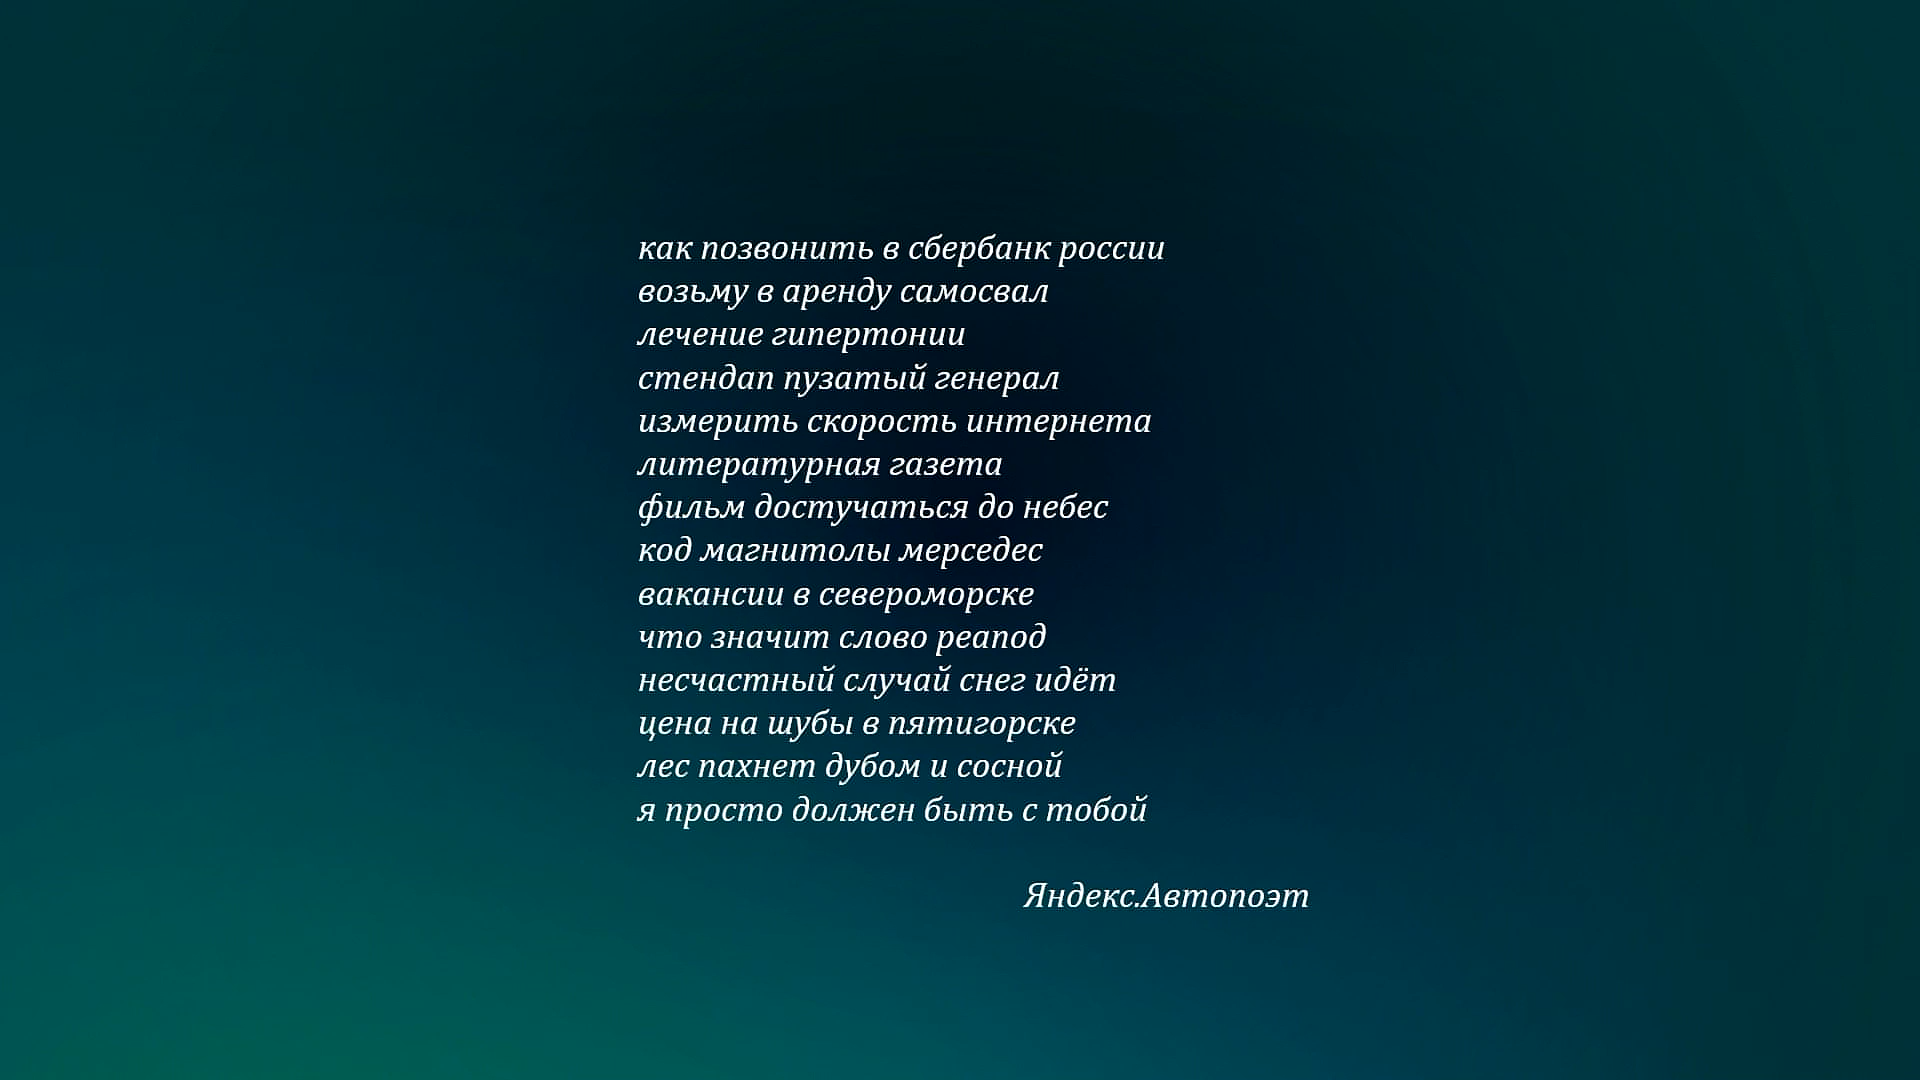 как позвонить в сбербанк россии
возьму в аренду самосвал
лечение гипертонии
стендап пузатый генерал
измерить скорость интернета
литературная газета
фильм достучаться до небес
код магнитолы мерседес
вакансии в североморске
что значит слово реапод
несчастный случай снег идёт
цена на шубы в пятигорске
лес пахнет дубом и сосной
я просто должен быть с тобой
Яндекс.Автопоэт